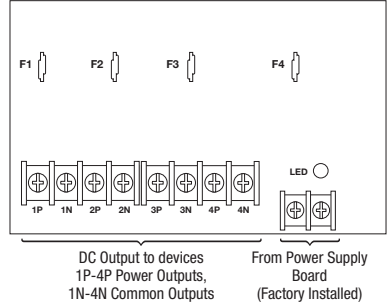 F1 F2 F3 F4
LED
1P 1N 2P 2N 3P 3N 4P 4N
DC Output to devices
1P-4P Power Outputs,
1N-4N Common Outputs
From Power Supply
Board
(Factory Installed)